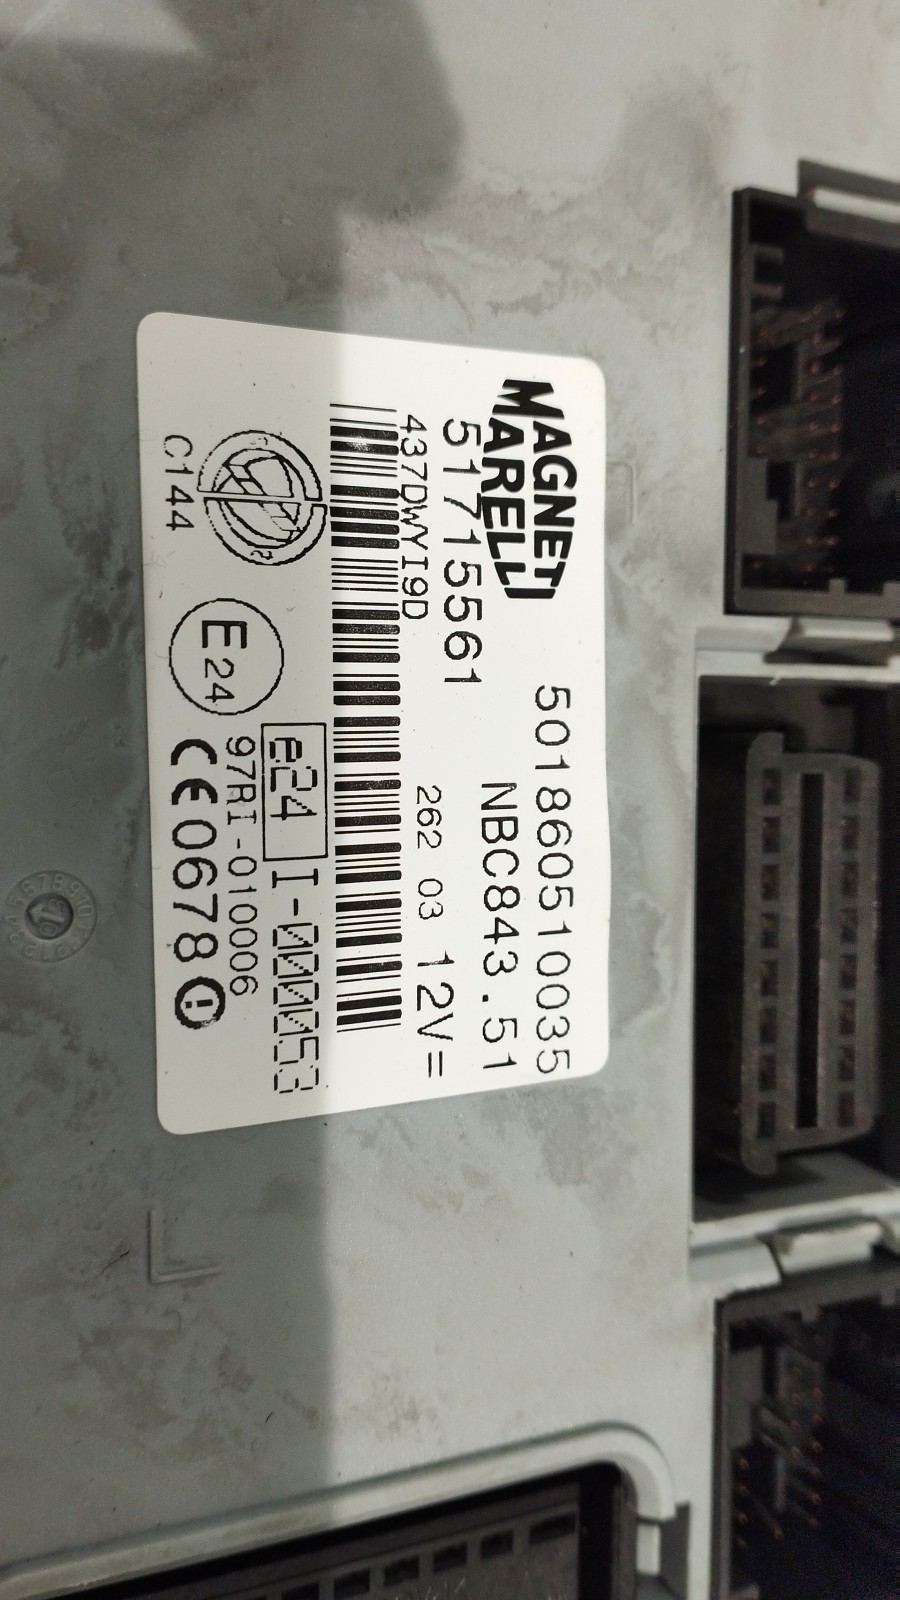 MAGNETI
MARELLI
501860510035
51715561
NBC843.51
437DWYI9D
262 03 12V=
C144
E24
e24
I-000053
97RI-010006
CE0678